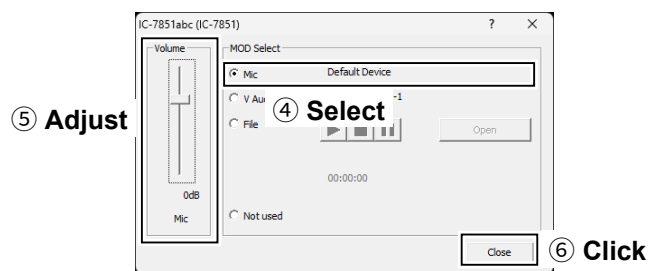 IC-7851abc (IC-7851) ? ×
Volume
MOD Select
Mic Default Device
V Au -1
④ Select
⑤ Adjust
File
Open
00:00:00
0dB
Mic
Not used
Close
⑥ Click